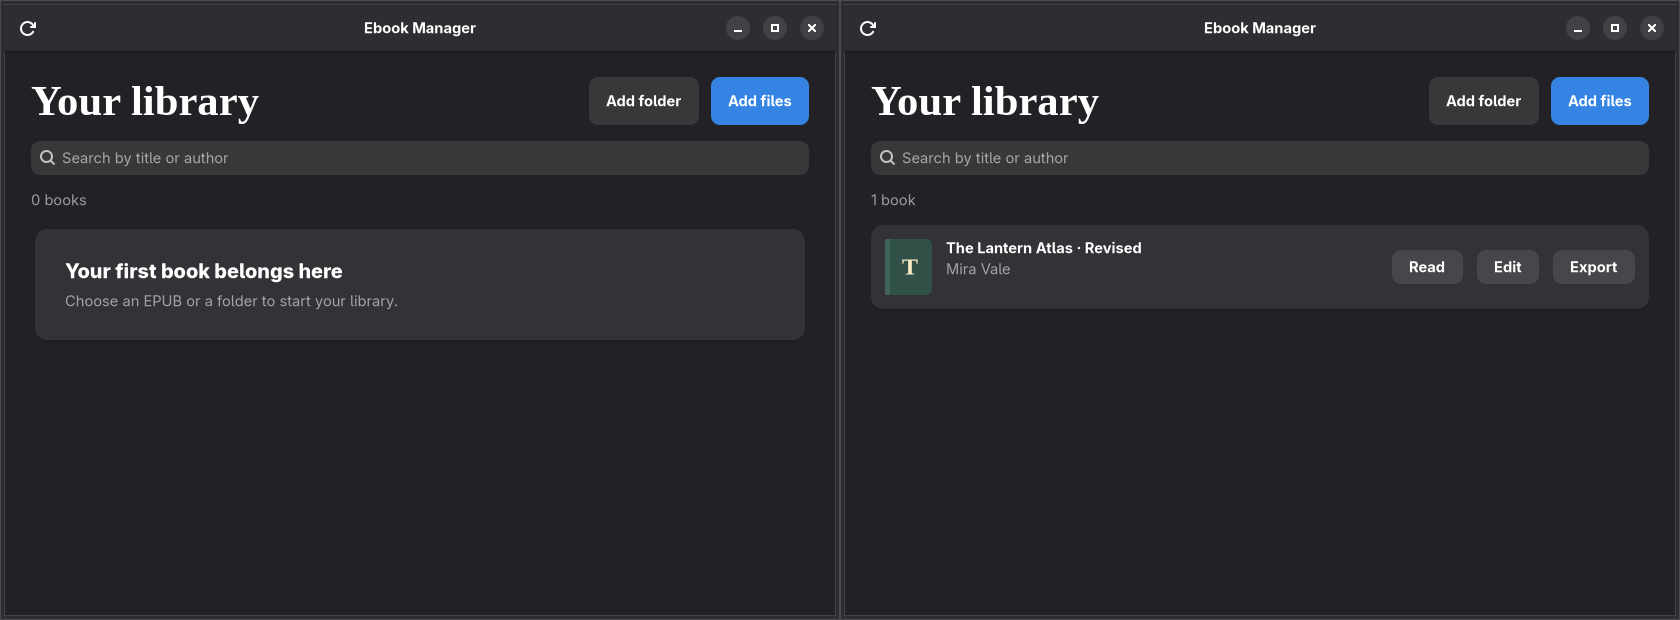 Ebook Manager
Your library
Add folder
Add files
Search by title or author
0 books
Your first book belongs here
Choose an EPUB or a folder to start your library.
Ebook Manager
Your library
Add folder
Add files
Search by title or author
1 book
T
The Lantern Atlas · Revised
Mira Vale
Read
Edit
Export